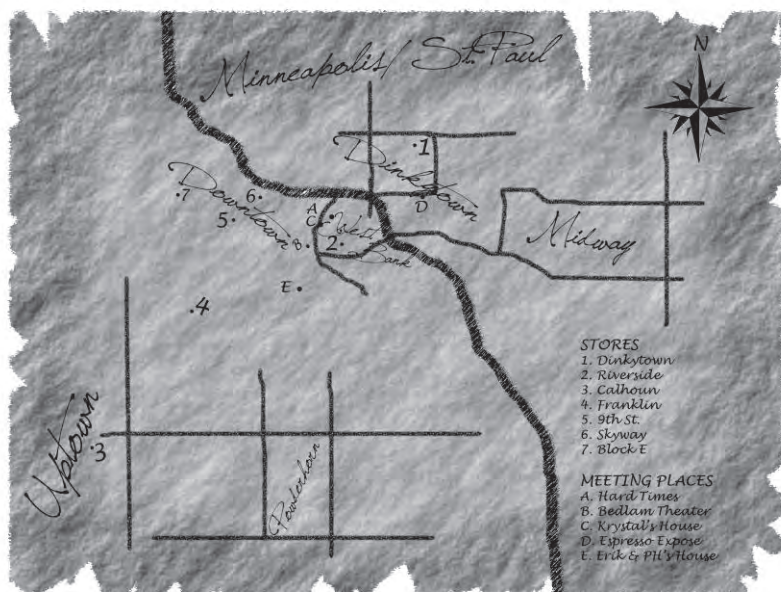 Minneapolis/ St. Paul
N
Dinkytown
1
D
Downtown
7
6
5
A
C
West
Bank
B
2
Midway
E
4
Uptown
3
Powderhorn
STORES
1. Dinkytown
2. Riverside
3. Calhoun
4. Franklin
5. 9th St.
6. Skyway
7. Block E
MEETING PLACES
A. Hard Times
B. Bedlam Theater
C. Krystal's House
D. Espresso Expose
E. Erik & PH's House